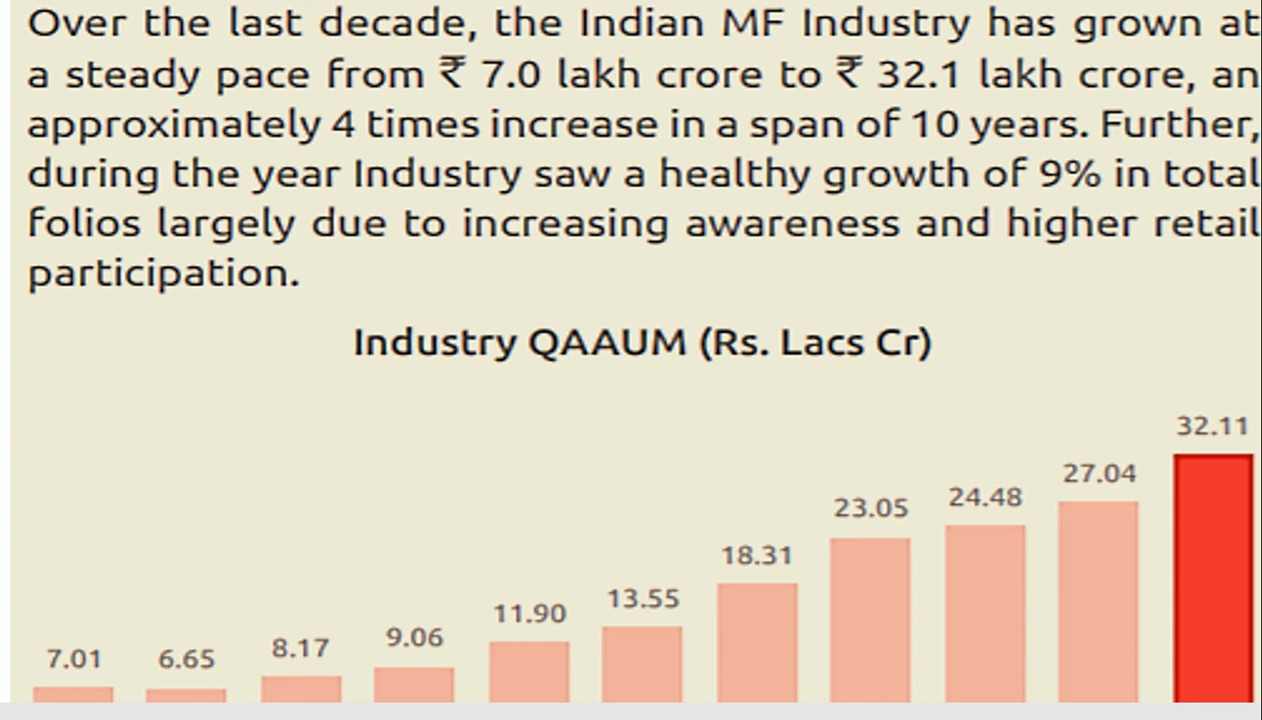 Over the last decade, the Indian MF Industry has grown at
a steady pace from ₹ 7.0 lakh crore to ₹ 32.1 lakh crore, an
approximately 4 times increase in a span of 10 years. Further,
during the year Industry saw a healthy growth of 9% in total
folios largely due to increasing awareness and higher retail
participation.
Industry QAAUM (Rs. Lacs Cr)
7.01
6.65
8.17
9.06
11.90
13.55
18.31
23.05
24.48
27.04
32.11